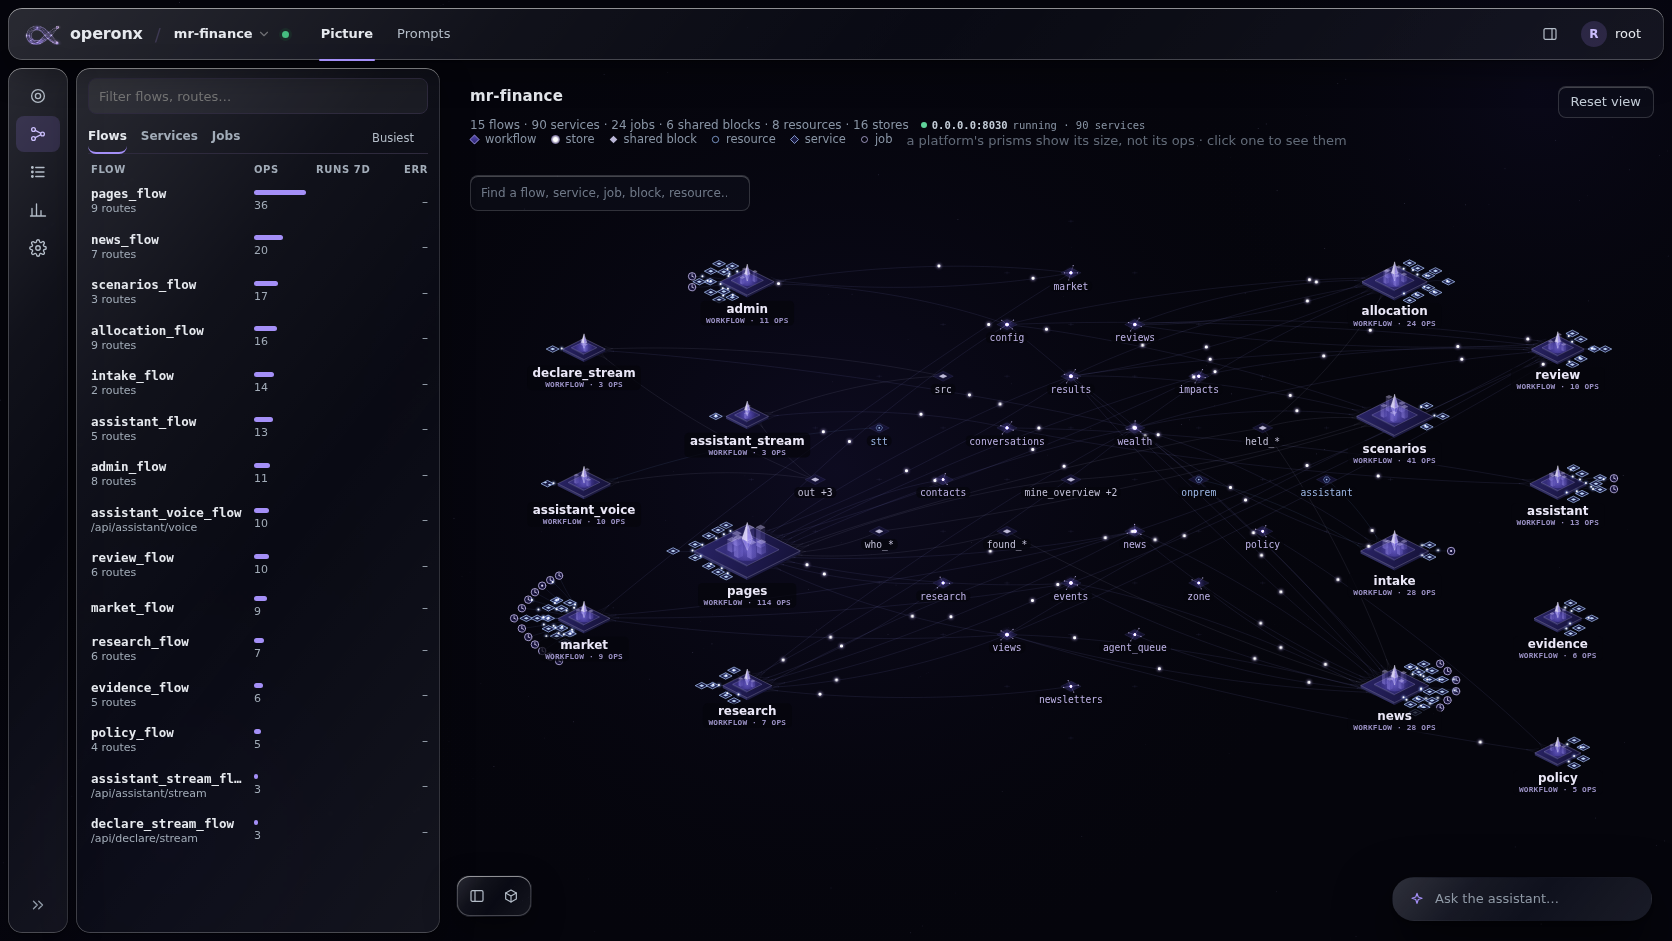 operonx / mr-finance
Picture
Prompts
R root
Filter flows, routes...
Flows Services Jobs Busiest
FLOW OPS RUNS 7D ERR
pages_flow
9 routes
36 –
news_flow
7 routes
20 –
scenarios_flow
3 routes
17 –
allocation_flow
9 routes
16 –
intake_flow
2 routes
14 –
assistant_flow
5 routes
13 –
admin_flow
8 routes
11 –
assistant_voice_flow
/api/assistant/voice
10 –
review_flow
6 routes
10 –
market_flow
9 –
research_flow
6 routes
7 –
evidence_flow
5 routes
6 –
policy_flow
4 routes
5 –
assistant_stream_fl…
/api/assistant/stream
3 –
declare_stream_flow
/api/declare/stream
3 –
mr-finance
Reset view
15 flows · 90 services · 24 jobs · 6 shared blocks · 8 resources · 16 stores 0.0.0.0:8030 running · 90 services
workflow store shared block resource service job a platform's prisms show its size, not its ops · click one to see them
Find a flow, service, job, block, resource..
admin
WORKFLOW · 11 OPS
market
allocation
WORKFLOW · 24 OPS
config
reviews
declare_stream
WORKFLOW · 3 OPS
review
WORKFLOW · 10 OPS
src
results
impacts
assistant_stream
WORKFLOW · 3 OPS
stt
conversations
wealth
held_*
scenarios
WORKFLOW · 41 OPS
assistant_voice
WORKFLOW · 10 OPS
out +3
contacts
mine_overview +2
onprem
assistant
assistant
WORKFLOW · 13 OPS
who_*
found_*
news
policy
pages
WORKFLOW · 114 OPS
intake
WORKFLOW · 28 OPS
research
events
zone
market
WORKFLOW · 9 OPS
views
agent_queue
evidence
WORKFLOW · 6 OPS
research
WORKFLOW · 7 OPS
newsletters
news
WORKFLOW · 28 OPS
policy
WORKFLOW · 5 OPS
Ask the assistant...